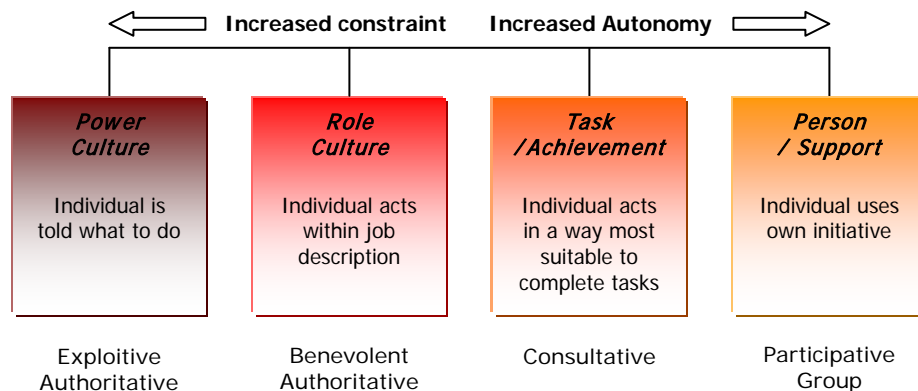 Increased constraint
Increased Autonomy
Power
Culture
Individual is
told what to do
Role
Culture
Individual acts
within job
description
Task
/Achievement
Individual acts
in a way most
suitable to
complete tasks
Person
/ Support
Individual uses
own initiative
Exploitive
Authoritative
Benevolent
Authoritative
Consultative
Participative
Group